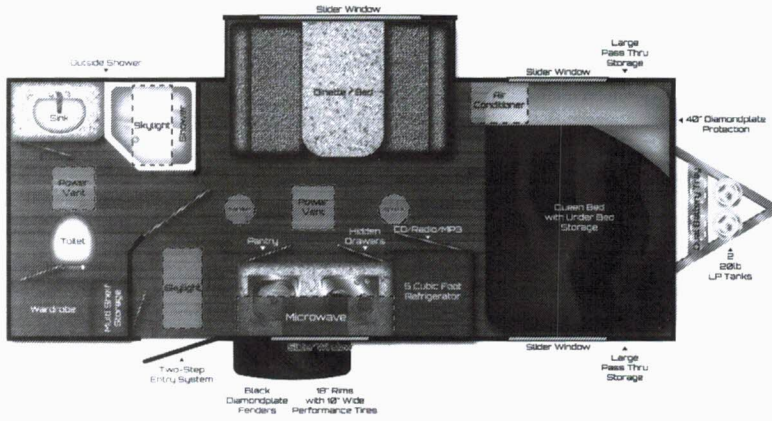 Slider Window
Outside Shower
Large
Pass Thru
Storage
Slider Window
Dinette / Bed
Air
Conditioner
40" Diamondplate
Protection
Sink
Skylight
Shower
Power
Vent
Toilet
Power
Vent
Queen Bed
with Under Bed
Storage
2
20lb
LP Tanks
Pantry
Hidden
Drawers
CD/Radio/MP3
Skylight
5 Cubic Foot
Refrigerator
Wardrobe
Multi Shelf
Storage
Microwave
Slider Window
Large
Pass Thru
Storage
Two-Step
Entry System
Black
Diamondplate
Fenders
18" Rims
with 10" Wide
Performance Tires